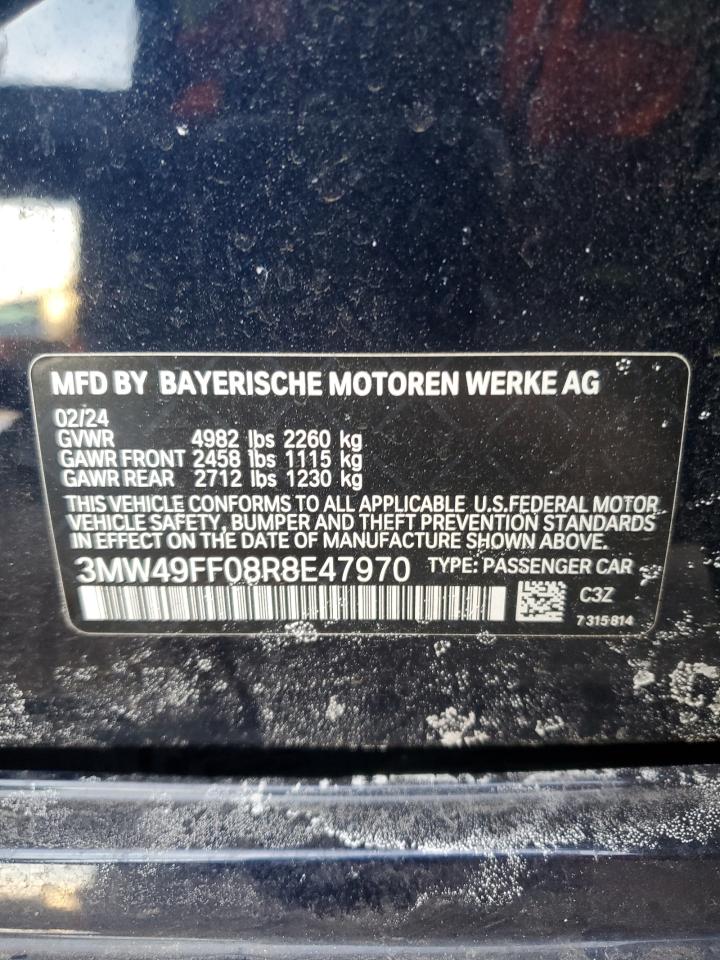 MFD BY BAYERISCHE MOTOREN WERKE AG
02/24
GVWR 4982 lbs 2260 kg
GAWR FRONT 2458 lbs 1115 kg
GAWR REAR 2712 lbs 1230 kg
THIS VEHICLE CONFORMS TO ALL APPLICABLE U.S.FEDERAL MOTOR
VEHICLE SAFETY, BUMPER AND THEFT PREVENTION STANDARDS
IN EFFECT ON THE DATE OF MANUFACTURE SHOWN ABOVE.
3MW49FF08R8E47970 TYPE: PASSENGER CAR
C3Z
7 315 814